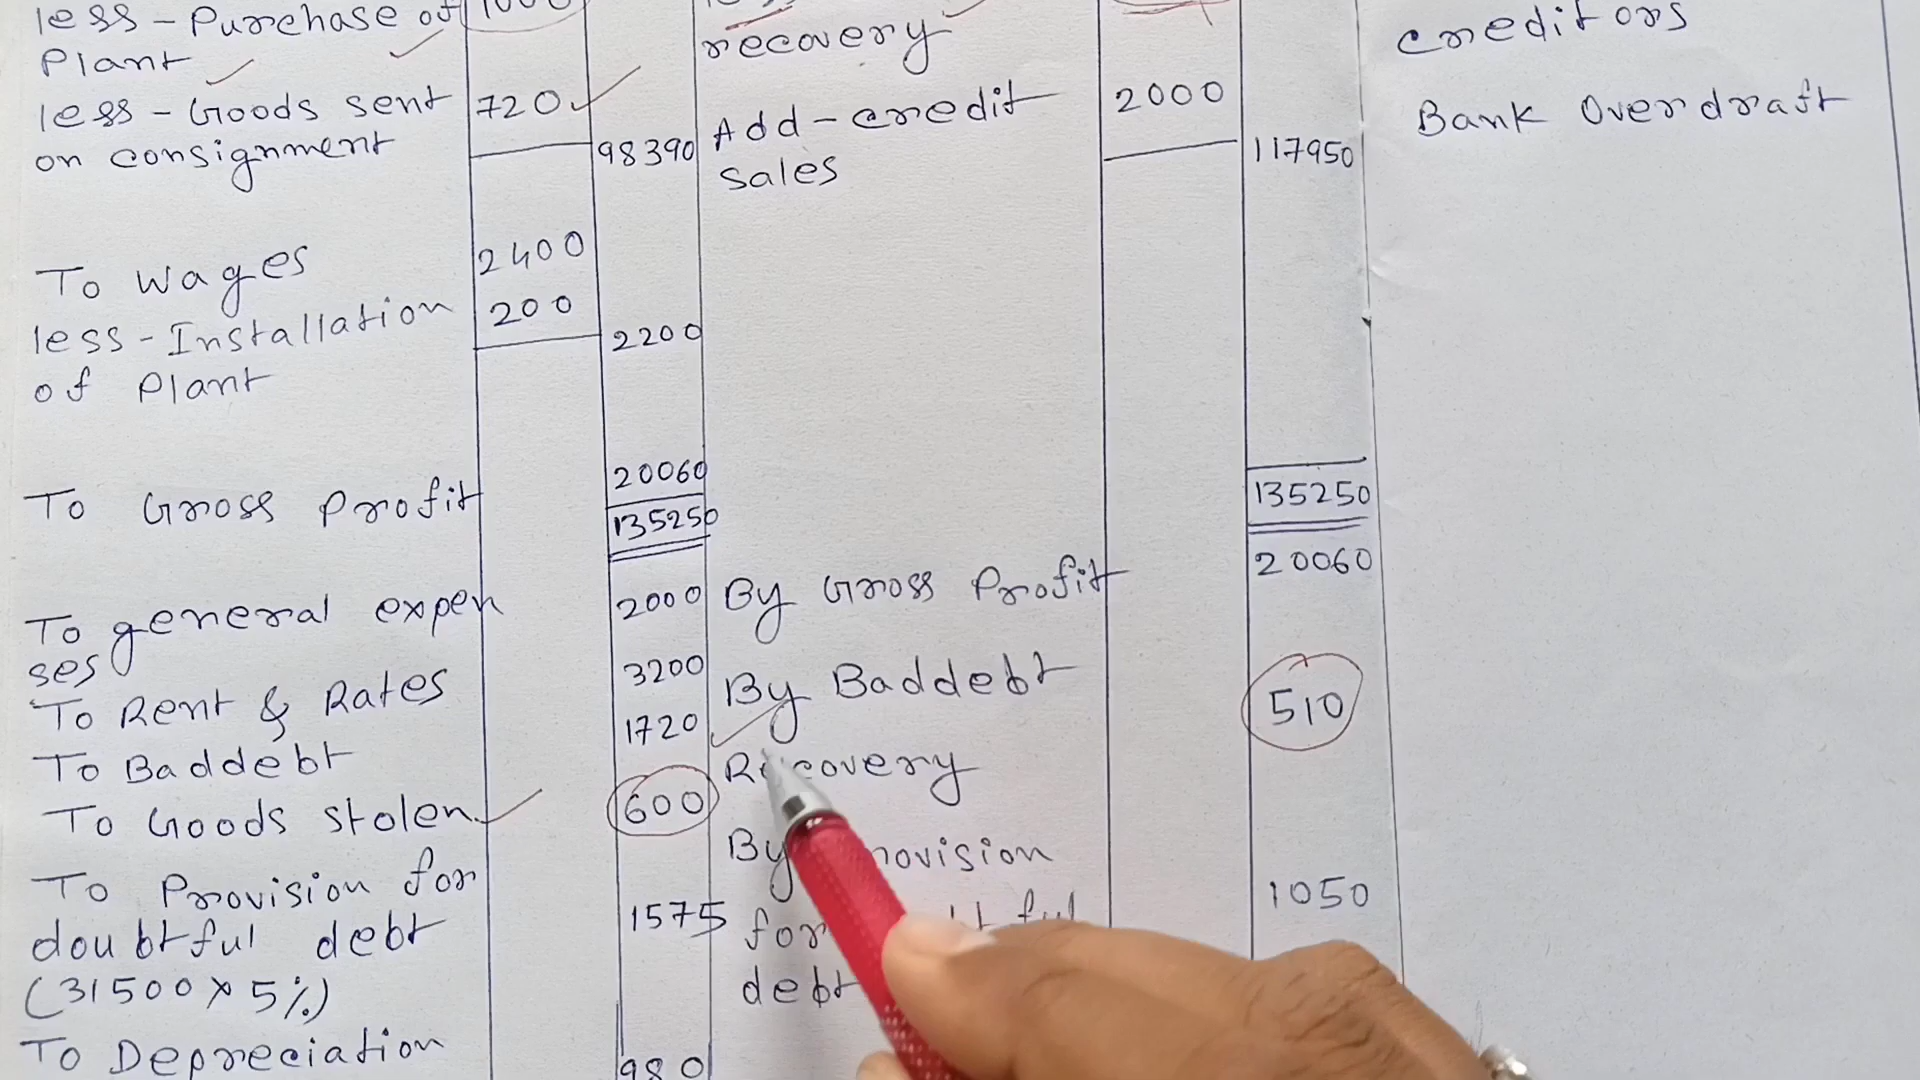 less - Purchase of
Plant
less - Goods sent 720
on consignment 98390
To Wages 2400
less - Installation 200
of Plant 2200
To Gross Profit 20060
135250
To general expen 2000
ses
To Rent & Rates 3200
To Baddebt 1720
To Goods stolen 600
To Provision for
doubtful debt 1575
(31500 x 5%)
To Depreciation 980
recovery
Add - credit 2000
sales 117950
135250
By Gross Profit 20060
By Baddebt 510
Recovery
By
for 1050
debt
creditors
Bank Overdraft